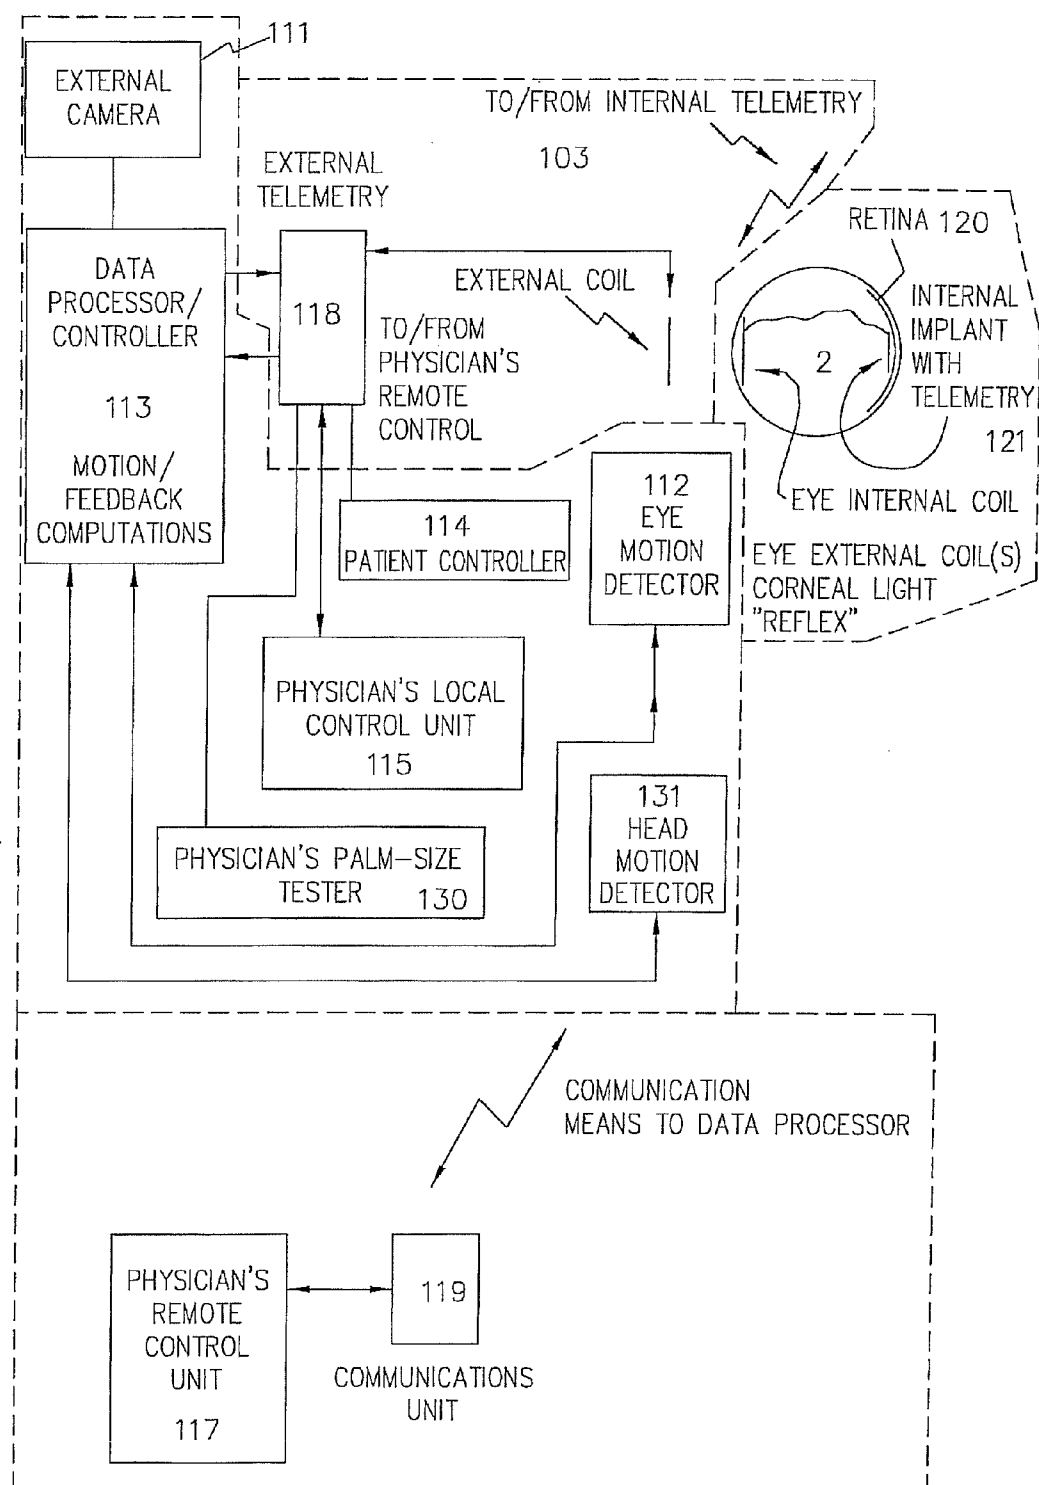 111
EXTERNAL
CAMERA
TO/FROM INTERNAL TELEMETRY
103
EXTERNAL
TELEMETRY
RETINA 120
DATA
PROCESSOR/
CONTROLLER
113
MOTION/
FEEDBACK
COMPUTATIONS
118
EXTERNAL COIL
TO/FROM
PHYSICIAN'S
REMOTE
CONTROL
2
INTERNAL
IMPLANT
WITH
TELEMETRY
121
EYE INTERNAL COIL
EYE EXTERNAL COIL(S)
CORNEAL LIGHT
"REFLEX"
114
PATIENT CONTROLLER
112
EYE
MOTION
DETECTOR
PHYSICIAN'S LOCAL
CONTROL UNIT
115
131
HEAD
MOTION
DETECTOR
PHYSICIAN'S PALM-SIZE
TESTER 130
COMMUNICATION
MEANS TO DATA PROCESSOR
PHYSICIAN'S
REMOTE
CONTROL
UNIT
117
119
COMMUNICATIONS
UNIT